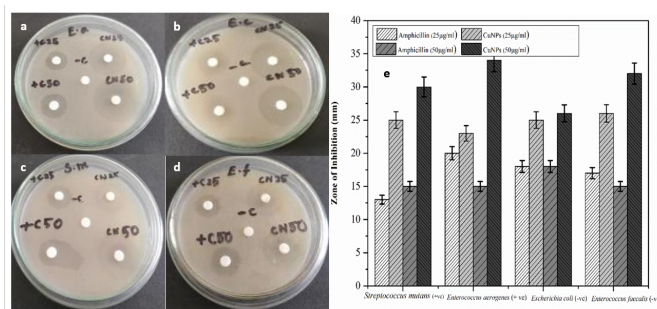 a
E.a
+C25
CN25
-C
+C50
CN50
b
E.c
+C25
CN25
-C
+C50
CN50
c
S.m
+C25
CN25
-C
+C50
CN50
d
E.f
+C25
CN25
-C
+C50
CN50
Amphicillin (25µg/ml) CuNPs (25µg/ml)
Amphicillin (50µg/ml) CuNPs (50µg/ml)
e
Zone of Inhibition (mm)
40
35
30
25
20
15
10
5
0
Streptococcus mutans (+ve) Enterococcus aerogenes (+ ve) Escherichia coli (-ve) Enterococcus faecalis (-v